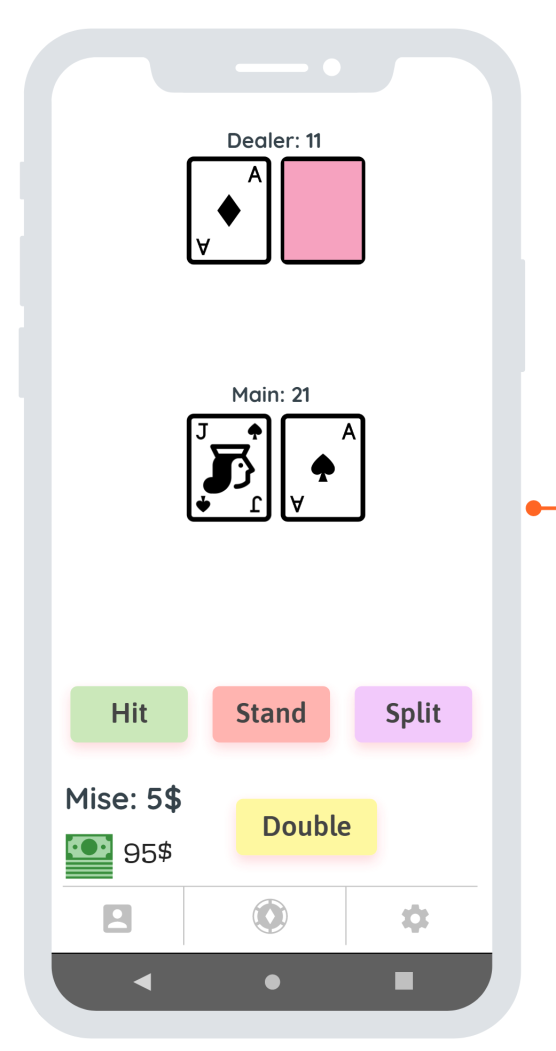 Dealer: 11
A
A
Main: 21
J A
J A
Hit Stand Split
Mise: 5$
Double
95$